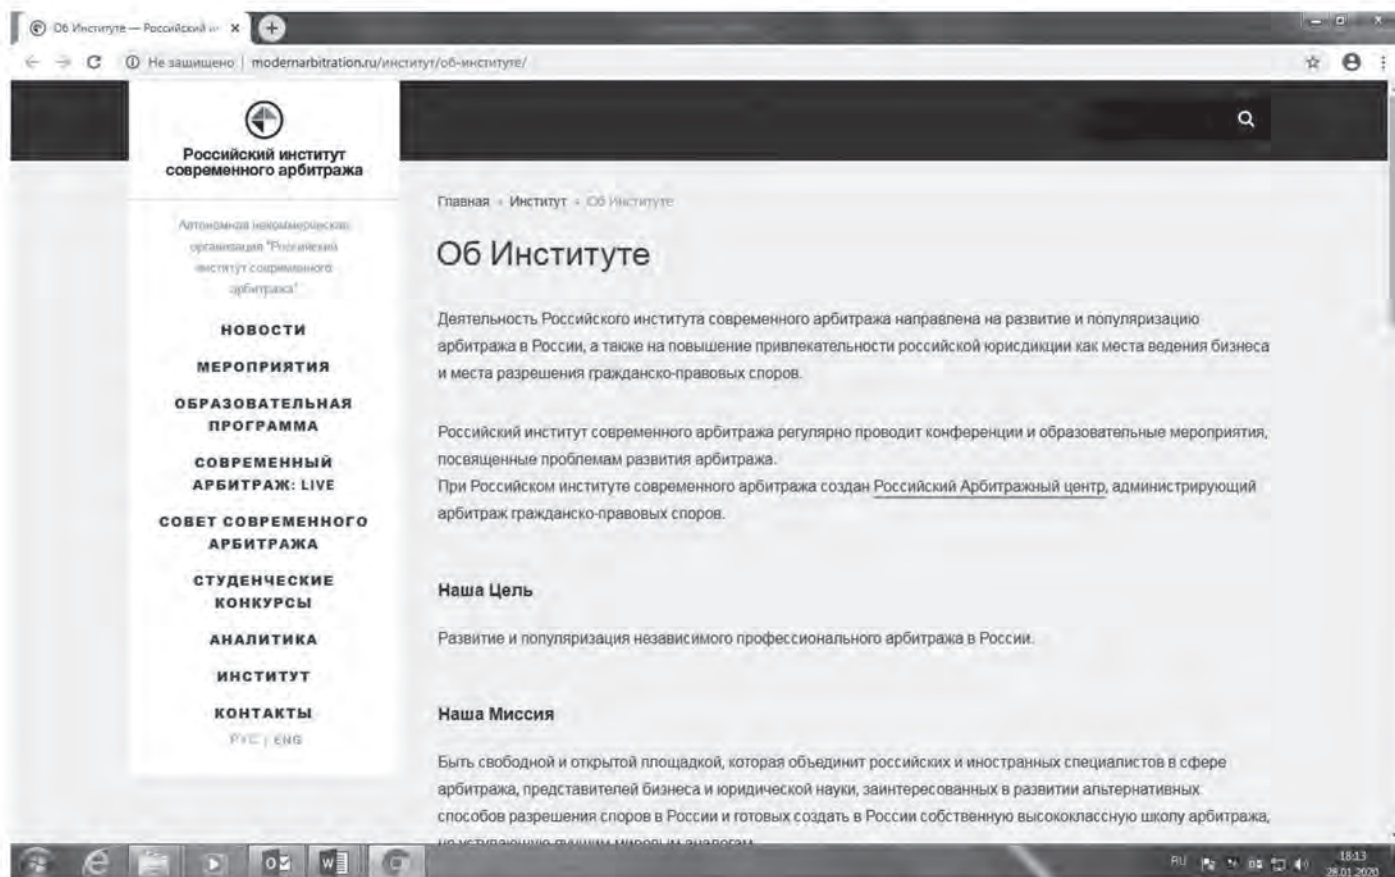 Об Институте — Российский и
Не защищено | modernarbitration.ru/институт/об-институте/
Российский институт
современного арбитража
Автономная некоммерческая
организация "Российский
институт современного
арбитража"
НОВОСТИ
МЕРОПРИЯТИЯ
ОБРАЗОВАТЕЛЬНАЯ
ПРОГРАММА
СОВРЕМЕННЫЙ
АРБИТРАЖ: LIVE
СОВЕТ СОВРЕМЕННОГО
АРБИТРАЖА
СТУДЕНЧЕСКИЕ
КОНКУРСЫ
АНАЛИТИКА
ИНСТИТУТ
КОНТАКТЫ
РУС | ENG
Главная Институт Об Институте
Об Институте
Деятельность Российского института современного арбитража направлена на развитие и популяризацию
арбитража в России, а также на повышение привлекательности российской юрисдикции как места ведения бизнеса
и места разрешения гражданско-правовых споров.
Российский институт современного арбитража регулярно проводит конференции и образовательные мероприятия,
посвященные проблемам развития арбитража.
При Российском институте современного арбитража создан Российский Арбитражный центр, администрирующий
арбитраж гражданско-правовых споров.
Наша Цель
Развитие и популяризация независимого профессионального арбитража в России.
Наша Миссия
Быть свободной и открытой площадкой, которая объединит российских и иностранных специалистов в сфере
арбитража, представителей бизнеса и юридической науки, заинтересованных в развитии альтернативных
способов разрешения споров в России и готовых создать в России собственную высококлассную школу арбитража,
не уступающую лучшим мировым аналогам.
RU
18:13
28.01.2020